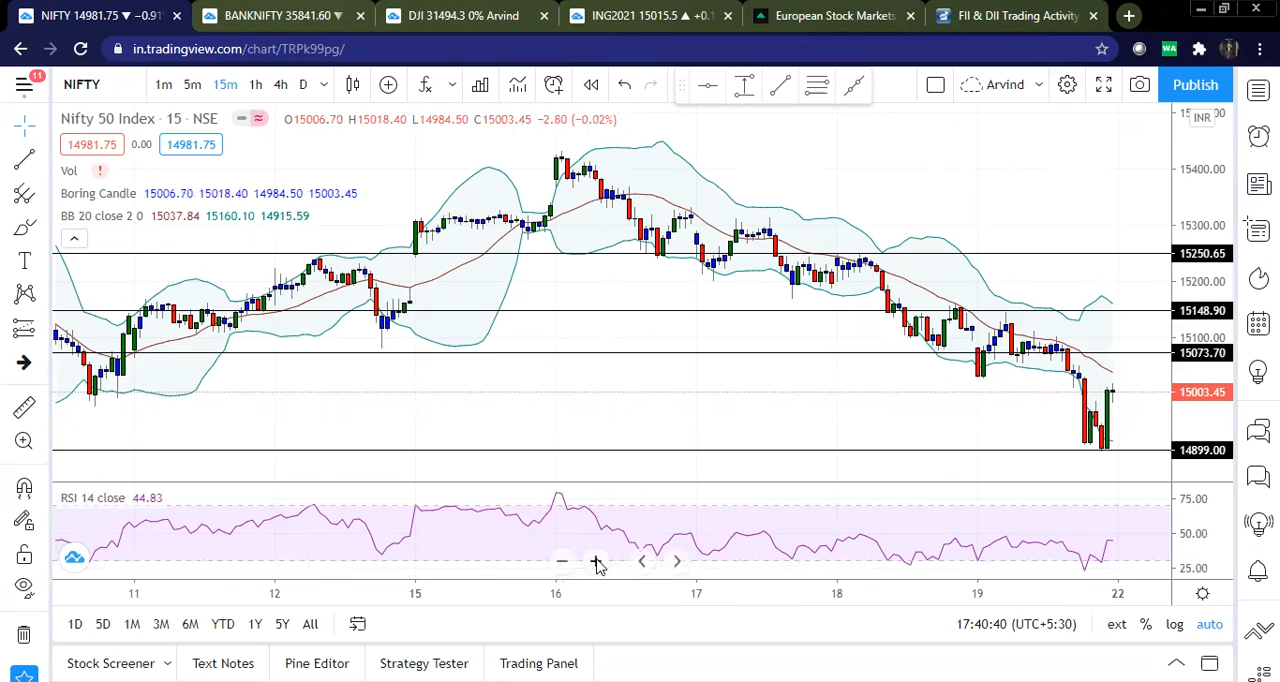 NIFTY 14981.75 ▼ −0.91
BANKNIFTY 35841.60 ▼
DJI 31494.3 0% Arvind
ING2021 15015.5 ▲ +0.1
European Stock Markets
FII & DII Trading Activity
in.tradingview.com/chart/TRPk99pg/
WA
11
NIFTY
1m 5m 15m 1h 4h D
Arvind
Publish
Nifty 50 Index · 15 · NSE
O15006.70 H15018.40 L14984.50 C15003.45 −2.80 (−0.02%)
INR
14981.75 0.00 14981.75
Vol
Boring Candle 15006.70 15018.40 14984.50 15003.45
BB 20 close 2 0 15037.84 15160.10 14915.59
15400.00
15300.00
15250.65
15200.00
15148.90
15100.00
15073.70
15003.45
14899.00
RSI 14 close 44.83
75.00
50.00
25.00
11 12 15 16 17 18 19 22
1D 5D 1M 3M 6M YTD 1Y 5Y All
17:40:40 (UTC+5:30) ext % log auto
Stock Screener Text Notes Pine Editor Strategy Tester Trading Panel